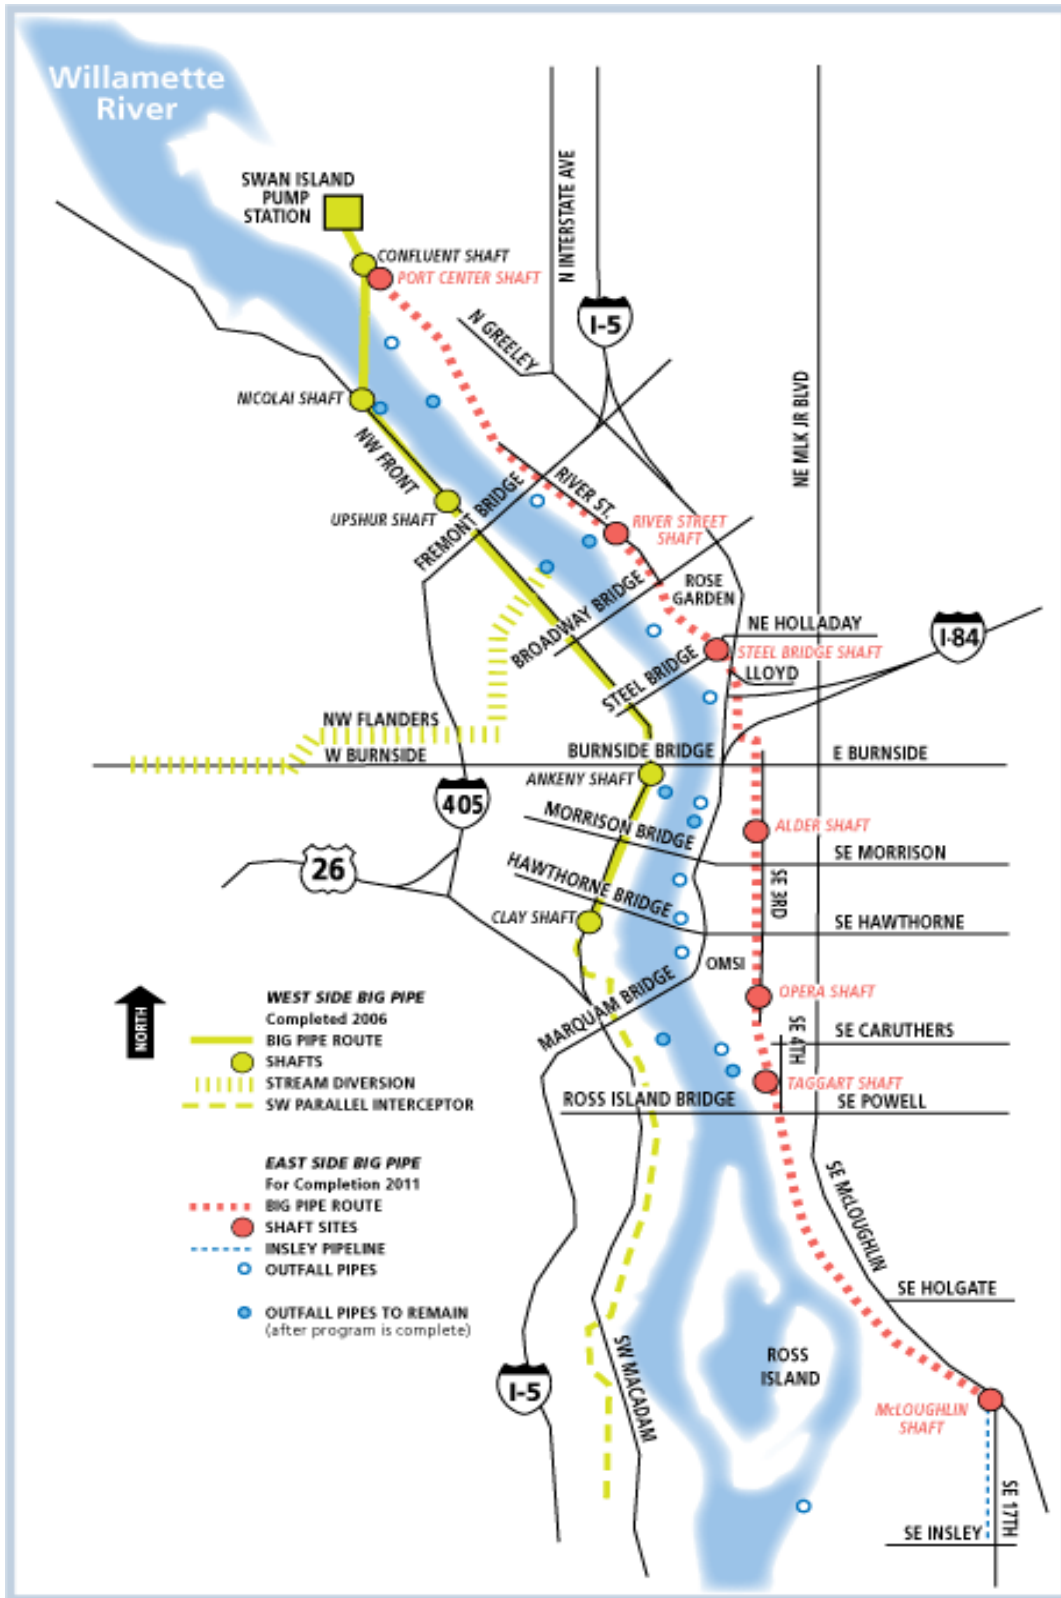 Willamette
River
SWAN ISLAND
PUMP
STATION
CONFLUENT SHAFT
PORT CENTER SHAFT
N INTERSTATE AVE
I-5
N GREELEY
NE MLK JR BLVD
NICOLAI SHAFT
NW FRONT
UPSHUR SHAFT
FREMONT BRIDGE
RIVER ST.
RIVER STREET
SHAFT
ROSE
GARDEN
BROADWAY BRIDGE
NE HOLLADAY
I-84
STEEL BRIDGE SHAFT
STEEL BRIDGE
LLOYD
NW FLANDERS
W BURNSIDE
BURNSIDE BRIDGE
E BURNSIDE
ANKENY SHAFT
405
MORRISON BRIDGE
ALDER SHAFT
SE MORRISON
26
HAWTHORNE BRIDGE
SE 3RD
CLAY SHAFT
SE HAWTHORNE
OMSI
MARQUAM BRIDGE
OPERA SHAFT
SE 4TH
SE CARUTHERS
TAGGART SHAFT
ROSS ISLAND BRIDGE
SE POWELL
NORTH
WEST SIDE BIG PIPE
Completed 2006
BIG PIPE ROUTE
SHAFTS
STREAM DIVERSION
SW PARALLEL INTERCEPTOR
EAST SIDE BIG PIPE
For Completion 2011
BIG PIPE ROUTE
SHAFT SITES
INSLEY PIPELINE
OUTFALL PIPES
OUTFALL PIPES TO REMAIN
(after program is complete)
SE McLOUGHLIN
SE HOLGATE
ROSS
ISLAND
I-5
SW MACADAM
McLOUGHLIN
SHAFT
SE 17TH
SE INSLEY